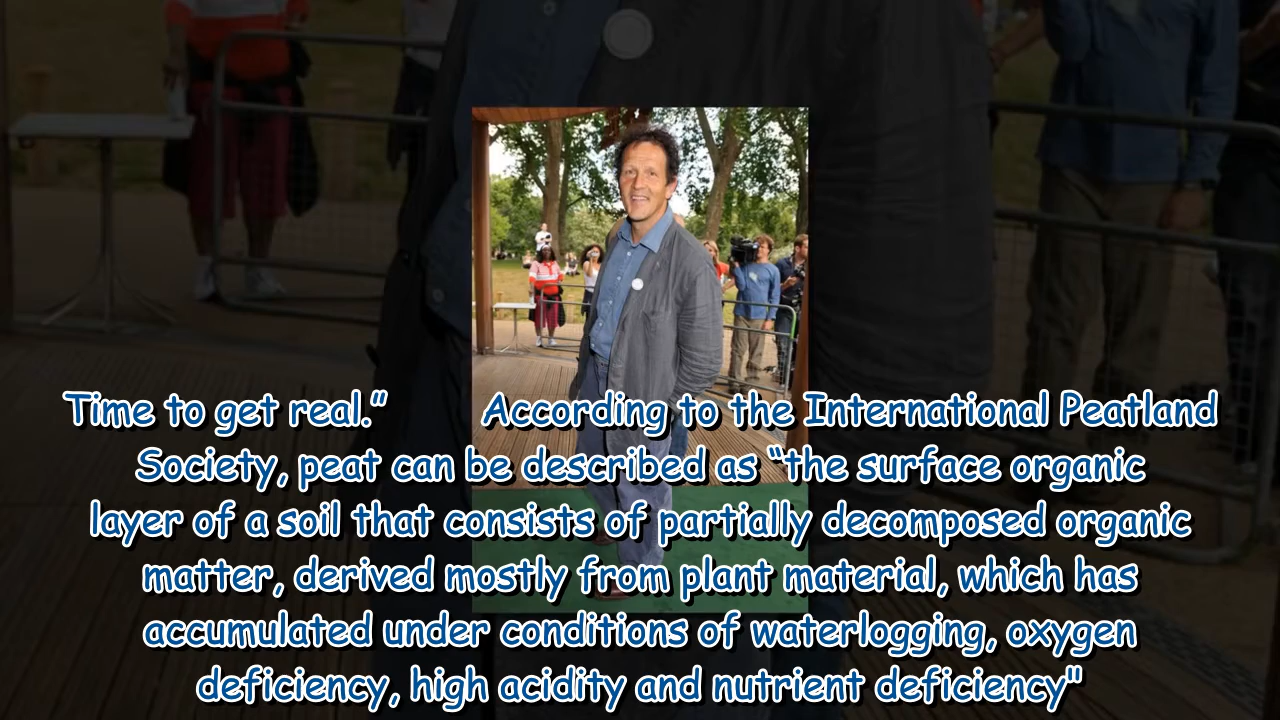 Time to get real.” According to the International Peatland
Society, peat can be described as “the surface organic
layer of a soil that consists of partially decomposed organic
matter, derived mostly from plant material, which has
accumulated under conditions of waterlogging, oxygen
deficiency, high acidity and nutrient deficiency"